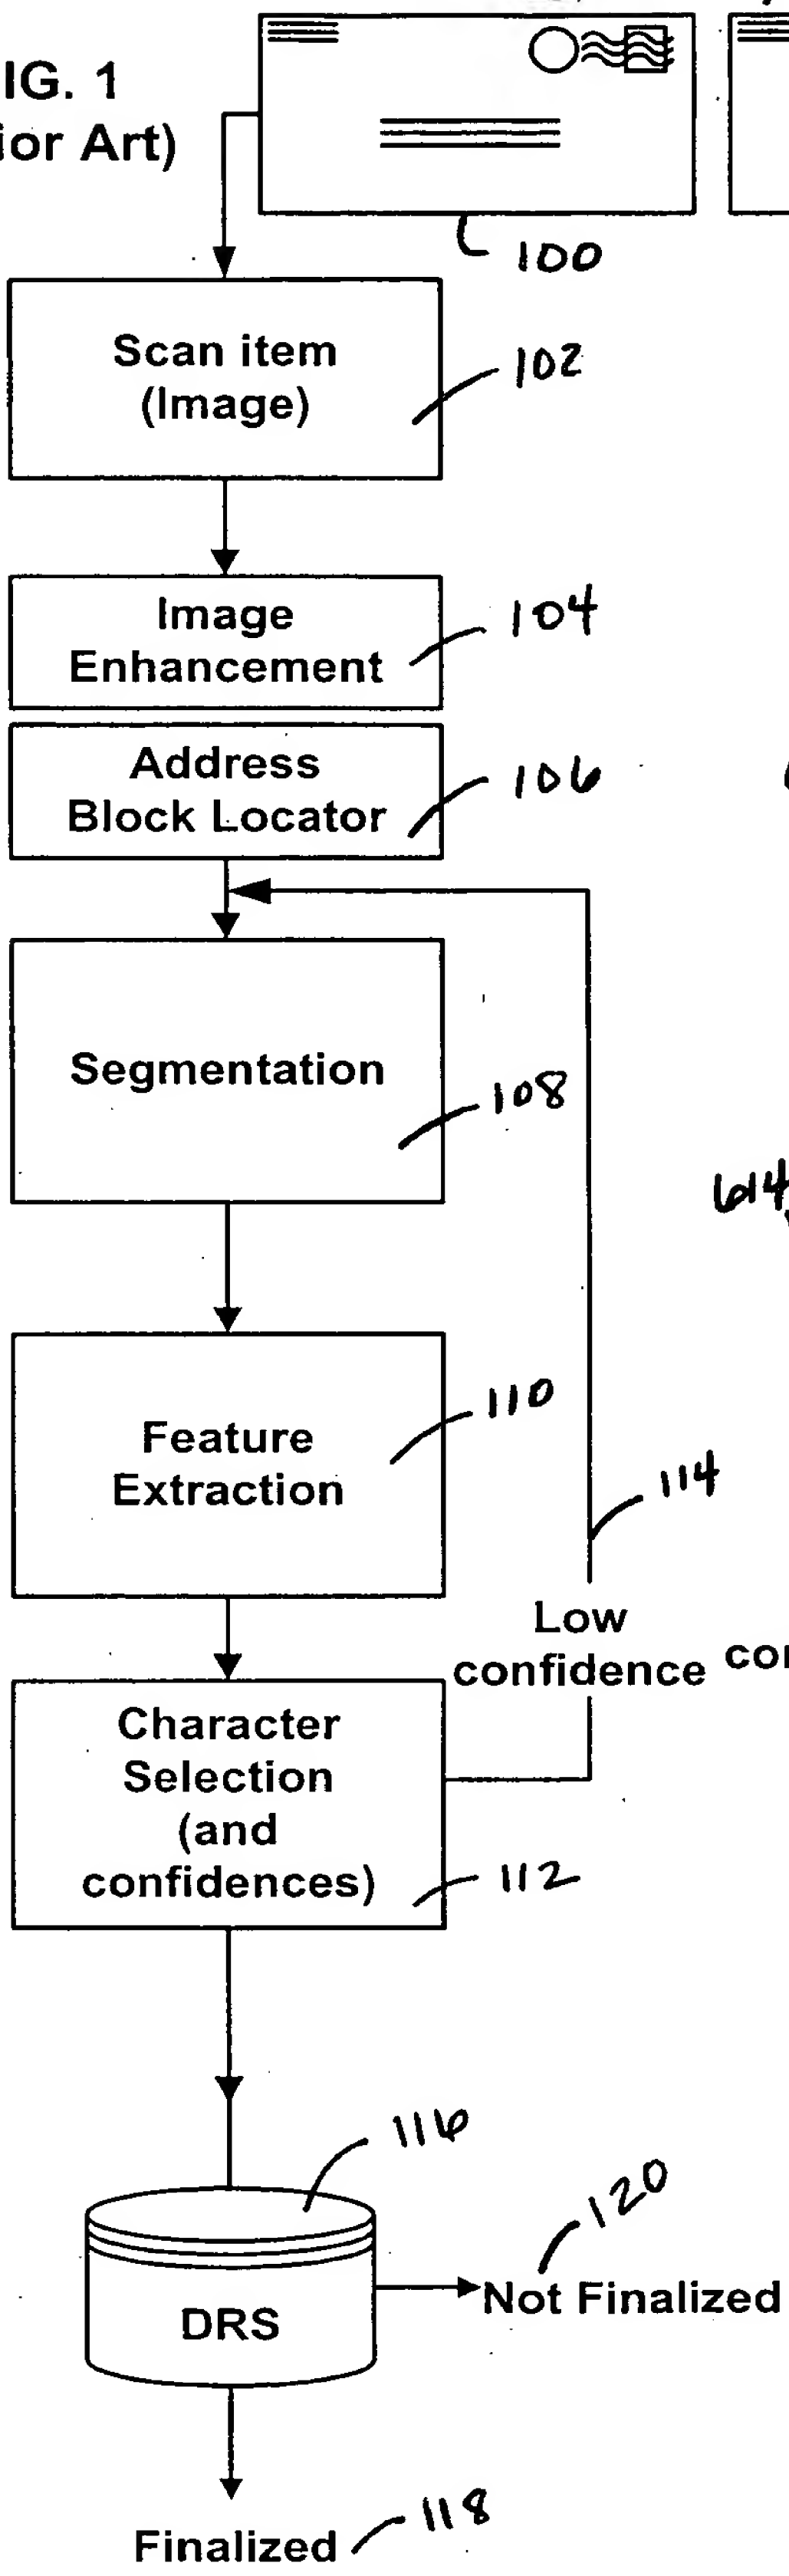 IG. 1
ior Art)
100
Scan item
(Image)
102
Image
Enhancement
104
Address
Block Locator
106
Segmentation
108
614
Feature
Extraction
110
114
Low
confidence
Character
Selection
(and
confidences)
112
116
120
DRS
Not Finalized
Finalized
118